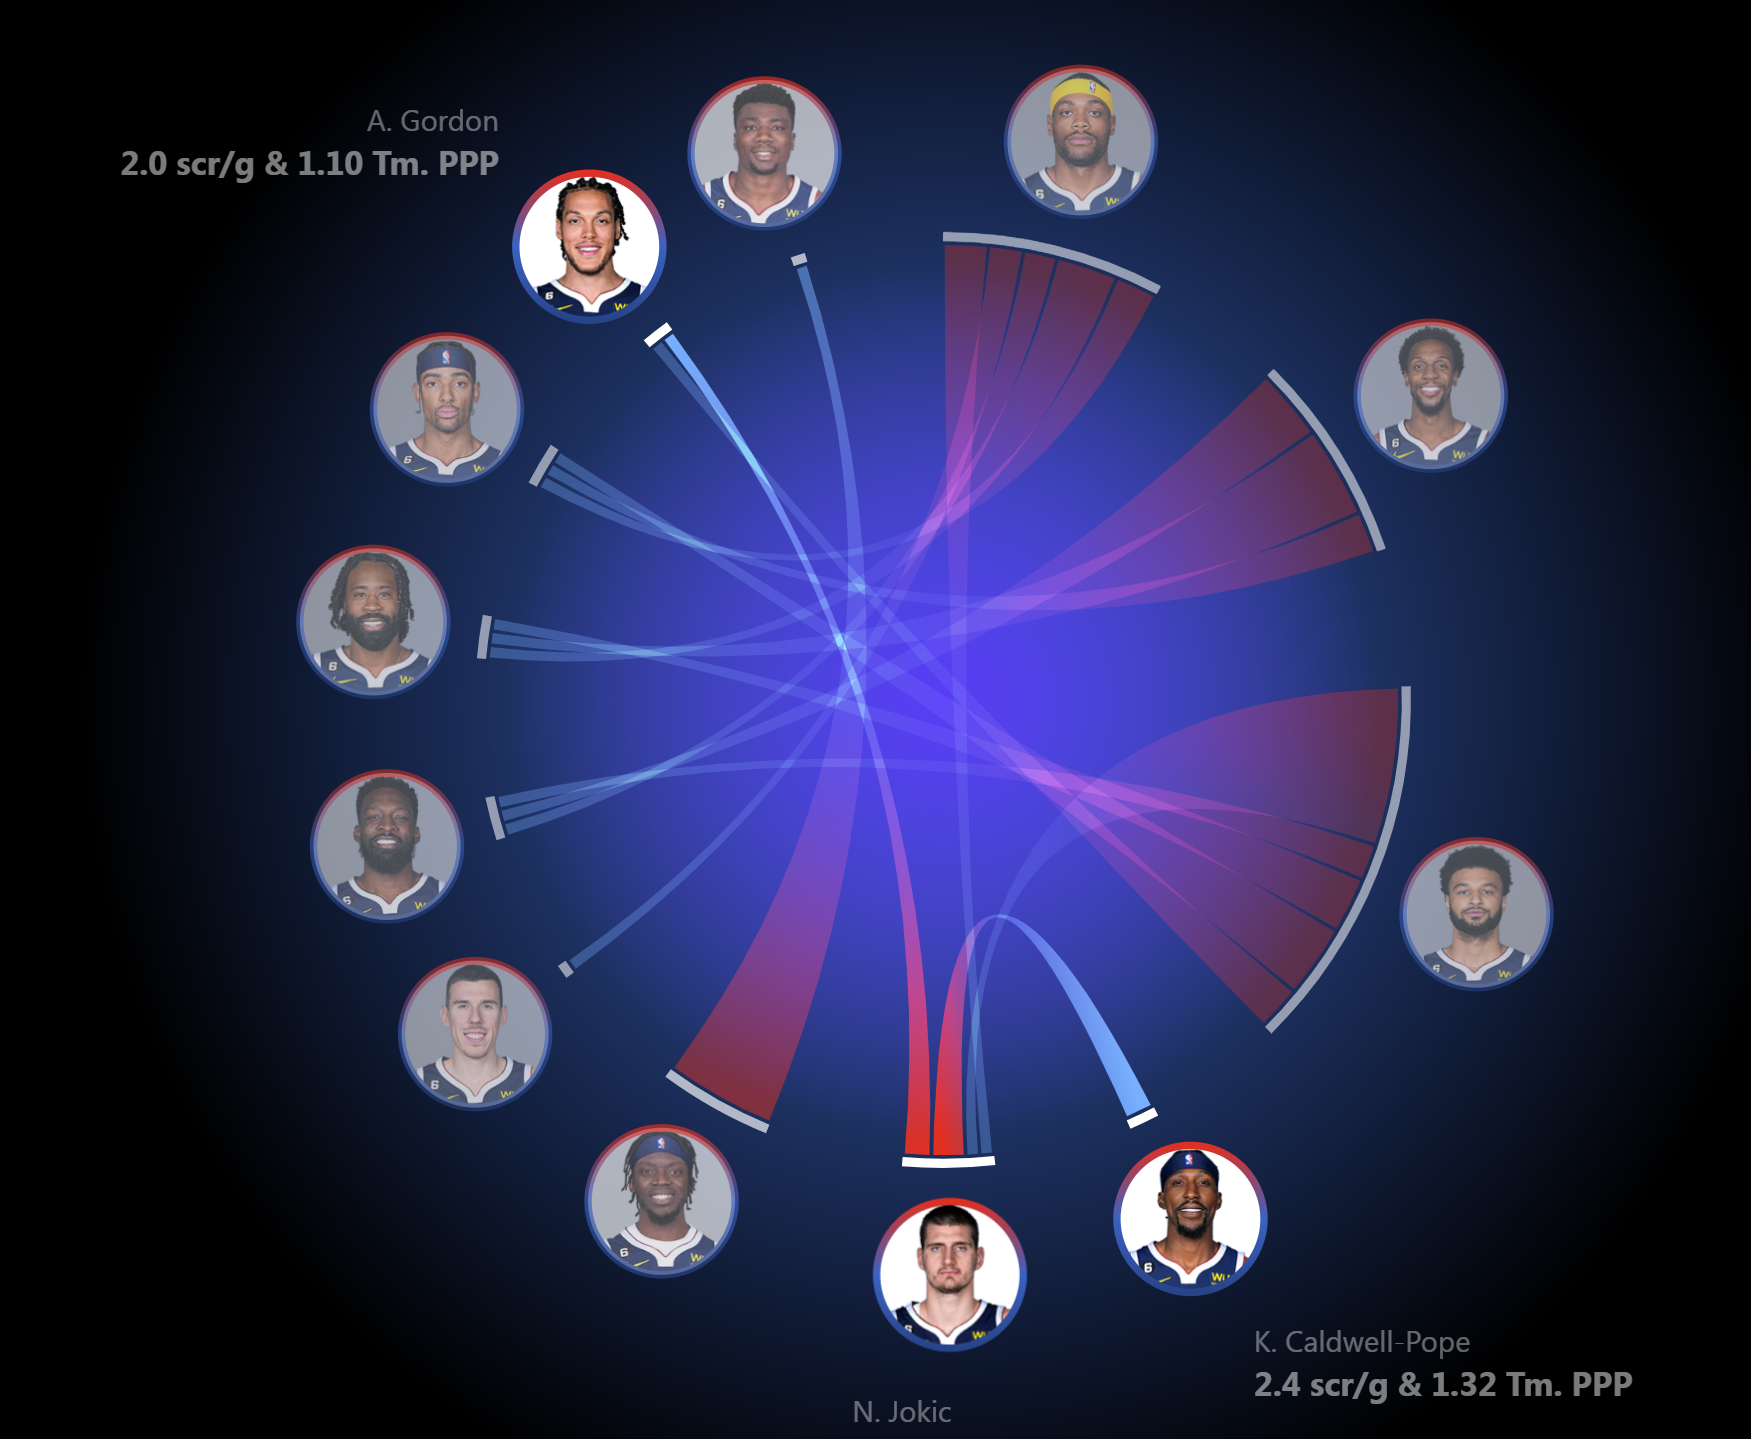 A. Gordon
2.0 scr/g & 1.10 Tm. PPP
K. Caldwell-Pope
2.4 scr/g & 1.32 Tm. PPP
N. Jokic